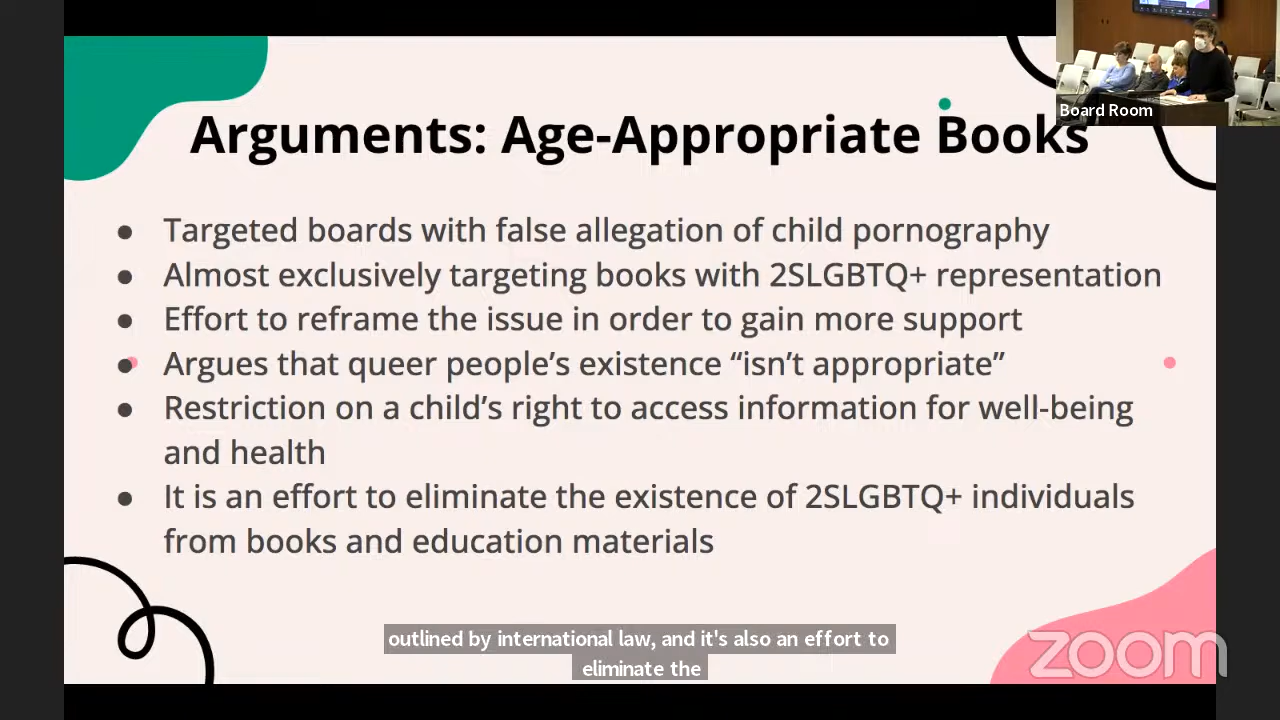 Board Room
Arguments: Age-Appropriate Books
● Targeted boards with false allegation of child pornography
● Almost exclusively targeting books with 2SLGBTQ+ representation
● Effort to reframe the issue in order to gain more support
● Argues that queer people’s existence “isn’t appropriate”
● Restriction on a child’s right to access information for well-being
and health
● It is an effort to eliminate the existence of 2SLGBTQ+ individuals
from books and education materials
outlined by international law, and it's also an effort to
eliminate the
zoom